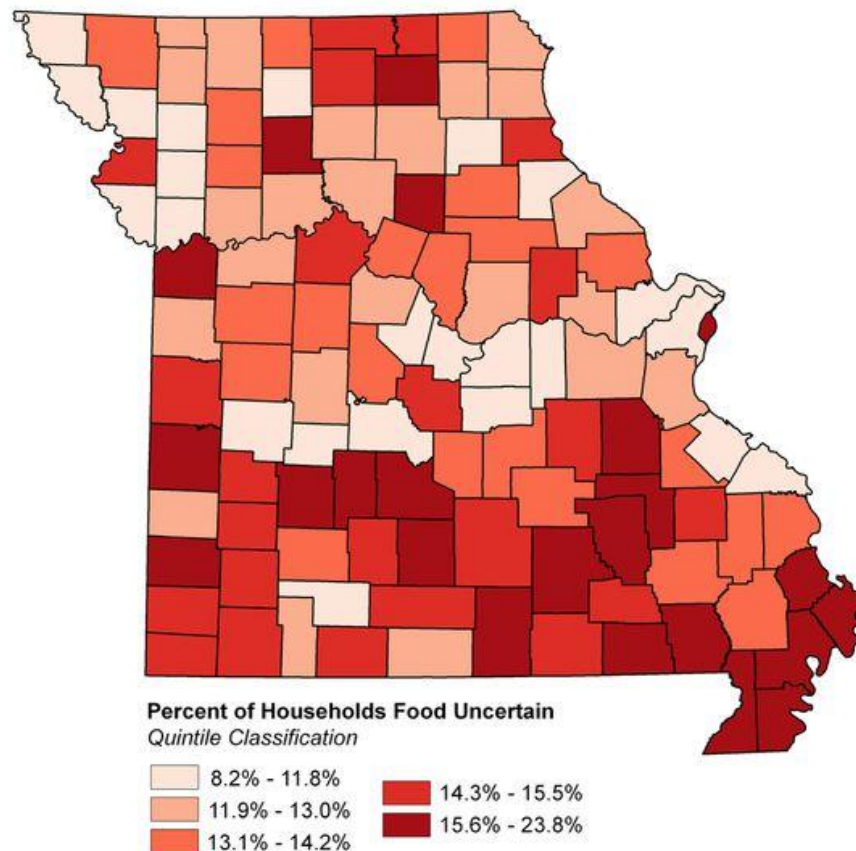 Percent of Households Food Uncertain
Quintile Classification
8.2% - 11.8%
11.9% - 13.0%
13.1% - 14.2%
14.3% - 15.5%
15.6% - 23.8%